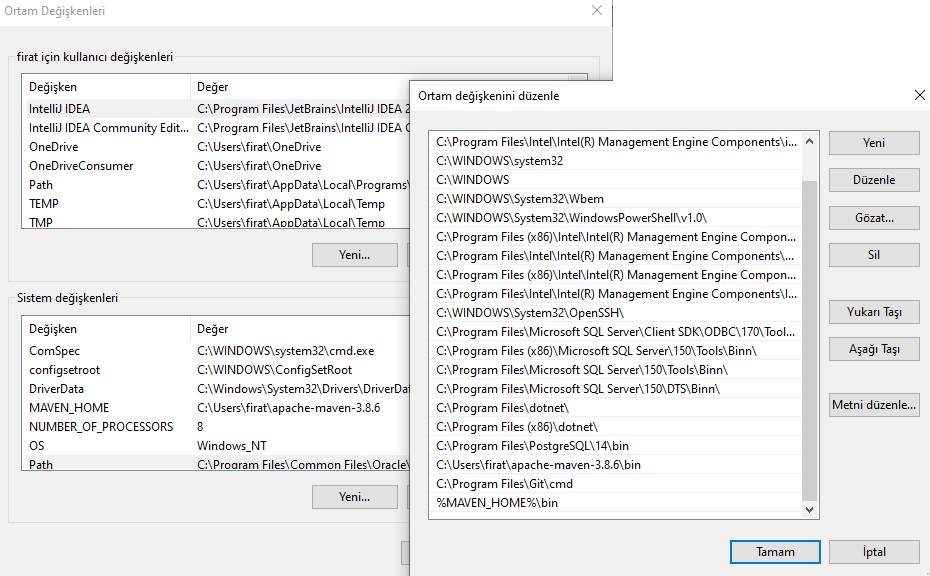 Ortam Değişkenleri
firat için kullanıcı değişkenleri
Değişken Değer
IntelliJ IDEA C:\Program Files\JetBrains\IntelliJ IDEA 2
IntelliJ IDEA Community Edit... C:\Program Files\JetBrains\IntelliJ IDEA C
OneDrive C:\Users\firat\OneDrive
OneDriveConsumer C:\Users\firat\OneDrive
Path C:\Users\firat\AppData\Local\Programs\
TEMP C:\Users\firat\AppData\Local\Temp
TMP C:\Users\firat\AppData\Local\Temp
Yeni...
Sistem değişkenleri
Değişken Değer
ComSpec C:\WINDOWS\system32\cmd.exe
configsetroot C:\WINDOWS\ConfigSetRoot
DriverData C:\Windows\System32\Drivers\DriverDat
MAVEN_HOME C:\Users\firat\apache-maven-3.8.6
NUMBER_OF_PROCESSORS 8
OS Windows_NT
Path C:\Program Files\Common Files\Oracle\
Yeni...
Ortam değişkenini düzenle
C:\Program Files\Intel\Intel(R) Management Engine Components\i...
C:\WINDOWS\system32
C:\WINDOWS
C:\WINDOWS\System32\Wbem
C:\WINDOWS\System32\WindowsPowerShell\v1.0\
C:\Program Files (x86)\Intel\Intel(R) Management Engine Compon...
C:\Program Files\Intel\Intel(R) Management Engine Components\...
C:\Program Files (x86)\Intel\Intel(R) Management Engine Compon...
C:\Program Files\Intel\Intel(R) Management Engine Components\I...
C:\WINDOWS\System32\OpenSSH\
C:\Program Files\Microsoft SQL Server\Client SDK\ODBC\170\Tool...
C:\Program Files (x86)\Microsoft SQL Server\150\Tools\Binn\
C:\Program Files\Microsoft SQL Server\150\Tools\Binn\
C:\Program Files\Microsoft SQL Server\150\DTS\Binn\
C:\Program Files\dotnet\
C:\Program Files (x86)\dotnet\
C:\Program Files\PostgreSQL\14\bin
C:\Users\firat\apache-maven-3.8.6\bin
C:\Program Files\Git\cmd
%MAVEN_HOME%\bin
Yeni
Düzenle
Gözat...
Sil
Yukarı Taşı
Aşağı Taşı
Metni düzenle...
Tamam
İptal